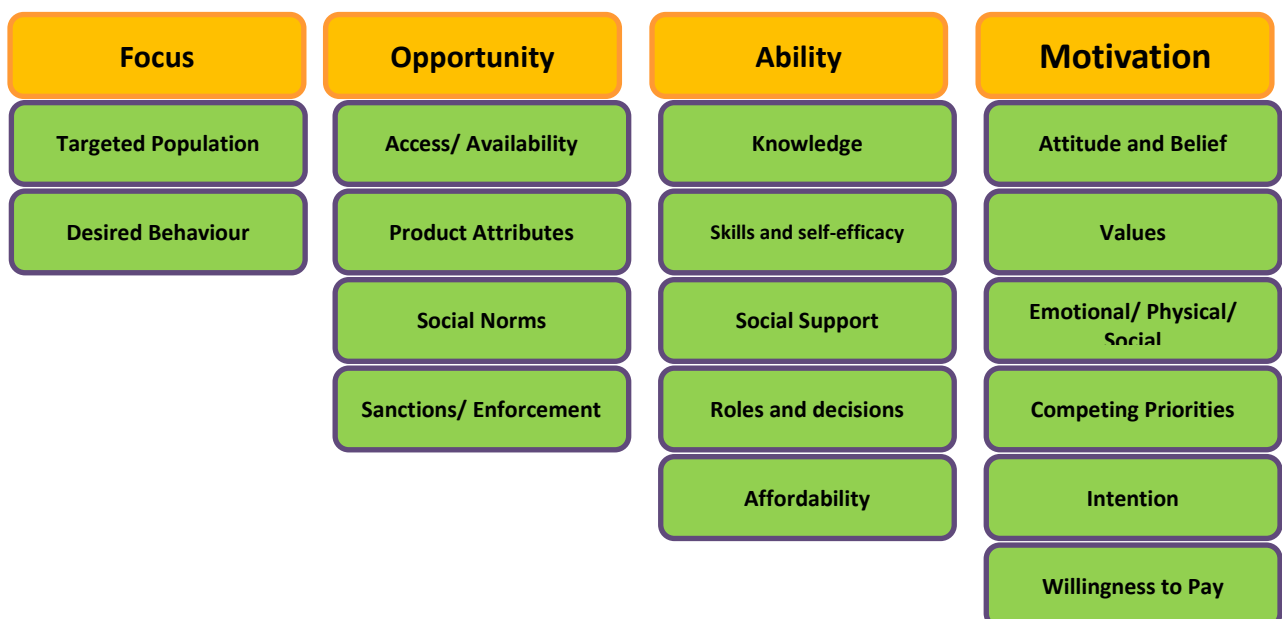 Focus
Targeted Population
Desired Behaviour
Opportunity
Access/ Availability
Product Attributes
Social Norms
Sanctions/ Enforcement
Ability
Knowledge
Skills and self-efficacy
Social Support
Roles and decisions
Affordability
Motivation
Attitude and Belief
Values
Emotional/ Physical/
Social
Competing Priorities
Intention
Willingness to Pay